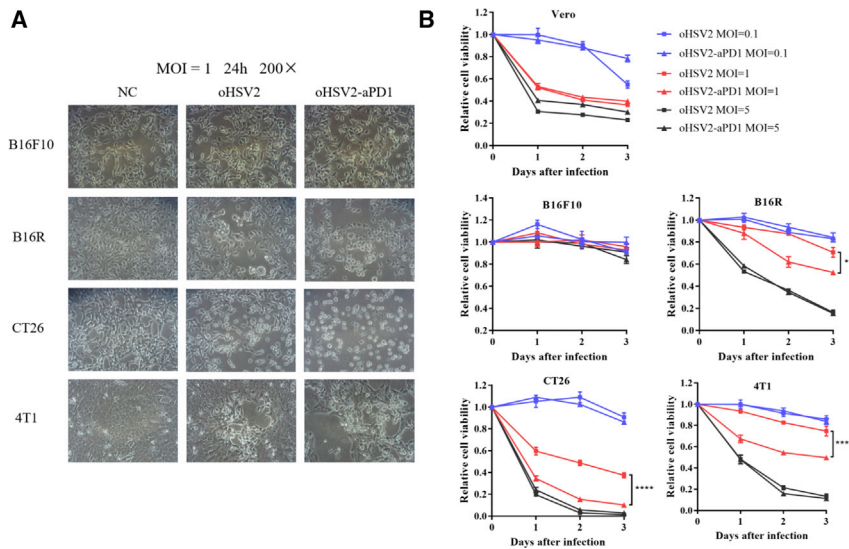 A
MOI = 1 24h 200×
NC oHSV2 oHSV2-aPD1
B16F10
B16R
CT26
4T1
B
Vero
Relative cell viability
1.2
1.0
0.8
0.6
0.4
0.2
0.0
0 1 2 3
Days after infection
oHSV2 MOI=0.1
oHSV2-aPD1 MOI=0.1
oHSV2 MOI=1
oHSV2-aPD1 MOI=1
oHSV2 MOI=5
oHSV2-aPD1 MOI=5
B16F10
Relative cell viability
1.4
1.2
1.0
0.8
0.6
0.4
0.2
0 1 2 3
Days after infection
B16R
Relative cell viability
1.2
1.0
0.8
0.6
0.4
0.2
0.0
0 1 2 3
Days after infection
*
CT26
Relative cell viability
1.2
1.0
0.8
0.6
0.4
0.2
0.0
0 1 2 3
Days after infection
****
4T1
Relative cell viability
1.2
1.0
0.8
0.6
0.4
0.2
0.0
0 1 2 3
Days after infection
***